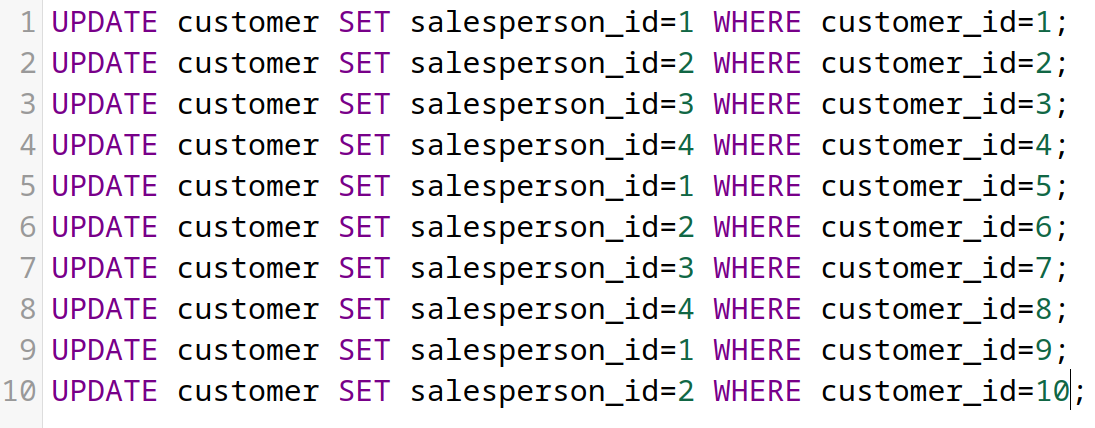 1 UPDATE customer SET salesperson_id=1 WHERE customer_id=1;
2 UPDATE customer SET salesperson_id=2 WHERE customer_id=2;
3 UPDATE customer SET salesperson_id=3 WHERE customer_id=3;
4 UPDATE customer SET salesperson_id=4 WHERE customer_id=4;
5 UPDATE customer SET salesperson_id=1 WHERE customer_id=5;
6 UPDATE customer SET salesperson_id=2 WHERE customer_id=6;
7 UPDATE customer SET salesperson_id=3 WHERE customer_id=7;
8 UPDATE customer SET salesperson_id=4 WHERE customer_id=8;
9 UPDATE customer SET salesperson_id=1 WHERE customer_id=9;
10 UPDATE customer SET salesperson_id=2 WHERE customer_id=10;